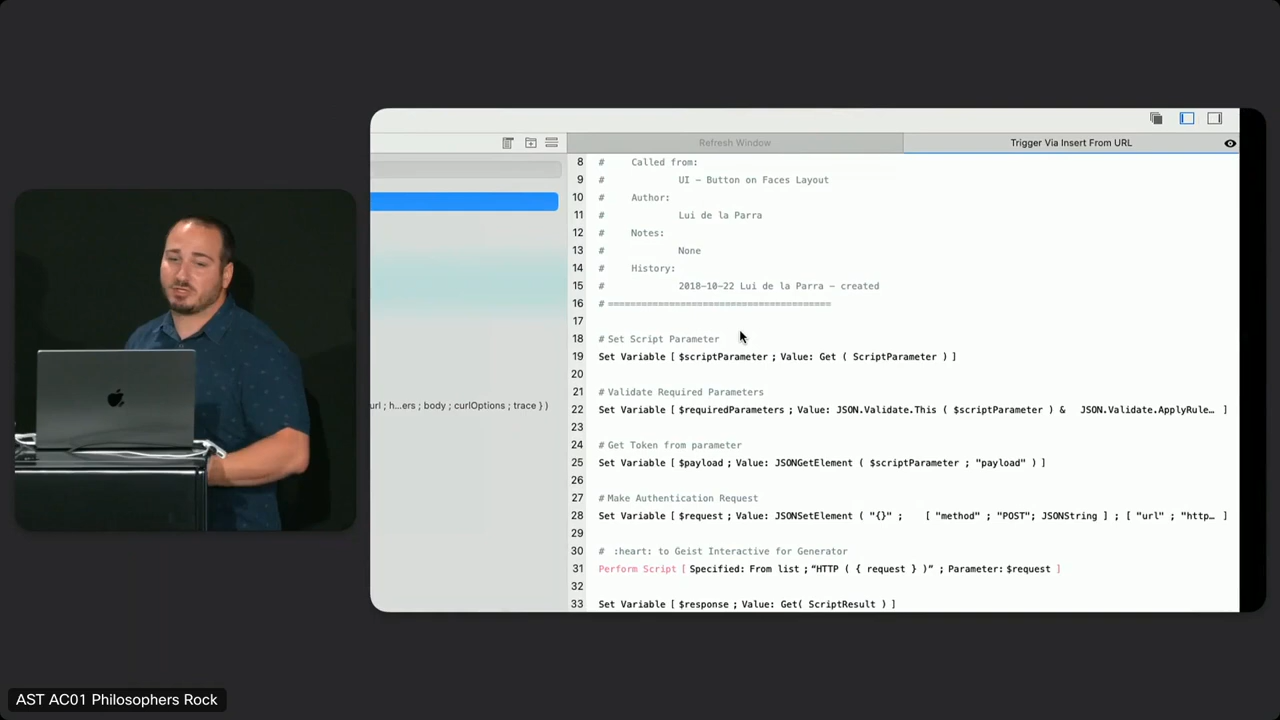 Refresh Window
Trigger Via Insert From URL
8 # Called from:
9 # UI – Button on Faces Layout
10 # Author:
11 # Lui de la Parra
12 # Notes:
13 # None
14 # History:
15 # 2018-10-22 Lui de la Parra – created
16 # ========================================
17
18 # Set Script Parameter
19 Set Variable [ $scriptParameter ; Value: Get ( ScriptParameter ) ]
20
21 # Validate Required Parameters
url ; h...ers ; body ; curlOptions ; trace } )
22 Set Variable [ $requiredParameters ; Value: JSON.Validate.This ( $scriptParameter ) & JSON.Validate.ApplyRule… ]
23
24 # Get Token from parameter
25 Set Variable [ $payload ; Value: JSONGetElement ( $scriptParameter ; "payload" ) ]
26
27 # Make Authentication Request
28 Set Variable [ $request ; Value: JSONSetElement ( "{}" ; [ "method" ; "POST"; JSONString ] ; [ "url" ; "http… ]
29
30 # :heart: to Geist Interactive for Generator
31 Perform Script [ Specified: From list ; “HTTP ( { request } )” ; Parameter: $request ]
32
33 Set Variable [ $response ; Value: Get( ScriptResult ) ]
AST AC01 Philosophers Rock